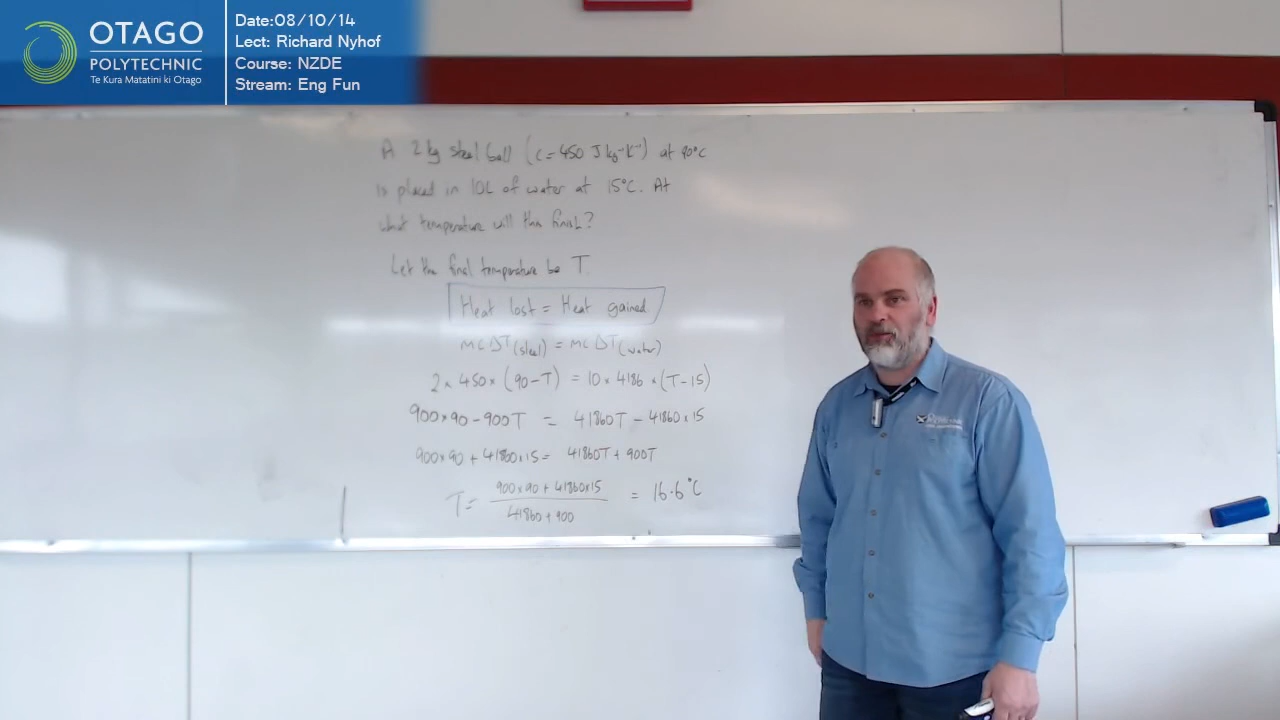 OTAGO
POLYTECHNIC
Te Kura Matatini ki Otago
Date:08/10/14
Lect: Richard Nyhof
Course: NZDE
Stream: Eng Fun
A 2kg steel ball (c=450 J kg⁻¹K⁻¹) at 90°C
is placed in 10L of water at 15°C. At
what temperature will this finish?
Let the final temperature be T.
Heat lost = Heat gained
mcΔT(steel) = mcΔT(water)
2×450×(90-T) = 10×4186×(T-15)
900×90-900T = 41860T-41860×15
900×90+41860×15= 41860T+900T
T= (900×90+41860×15)/(41860+900) = 16.6°C